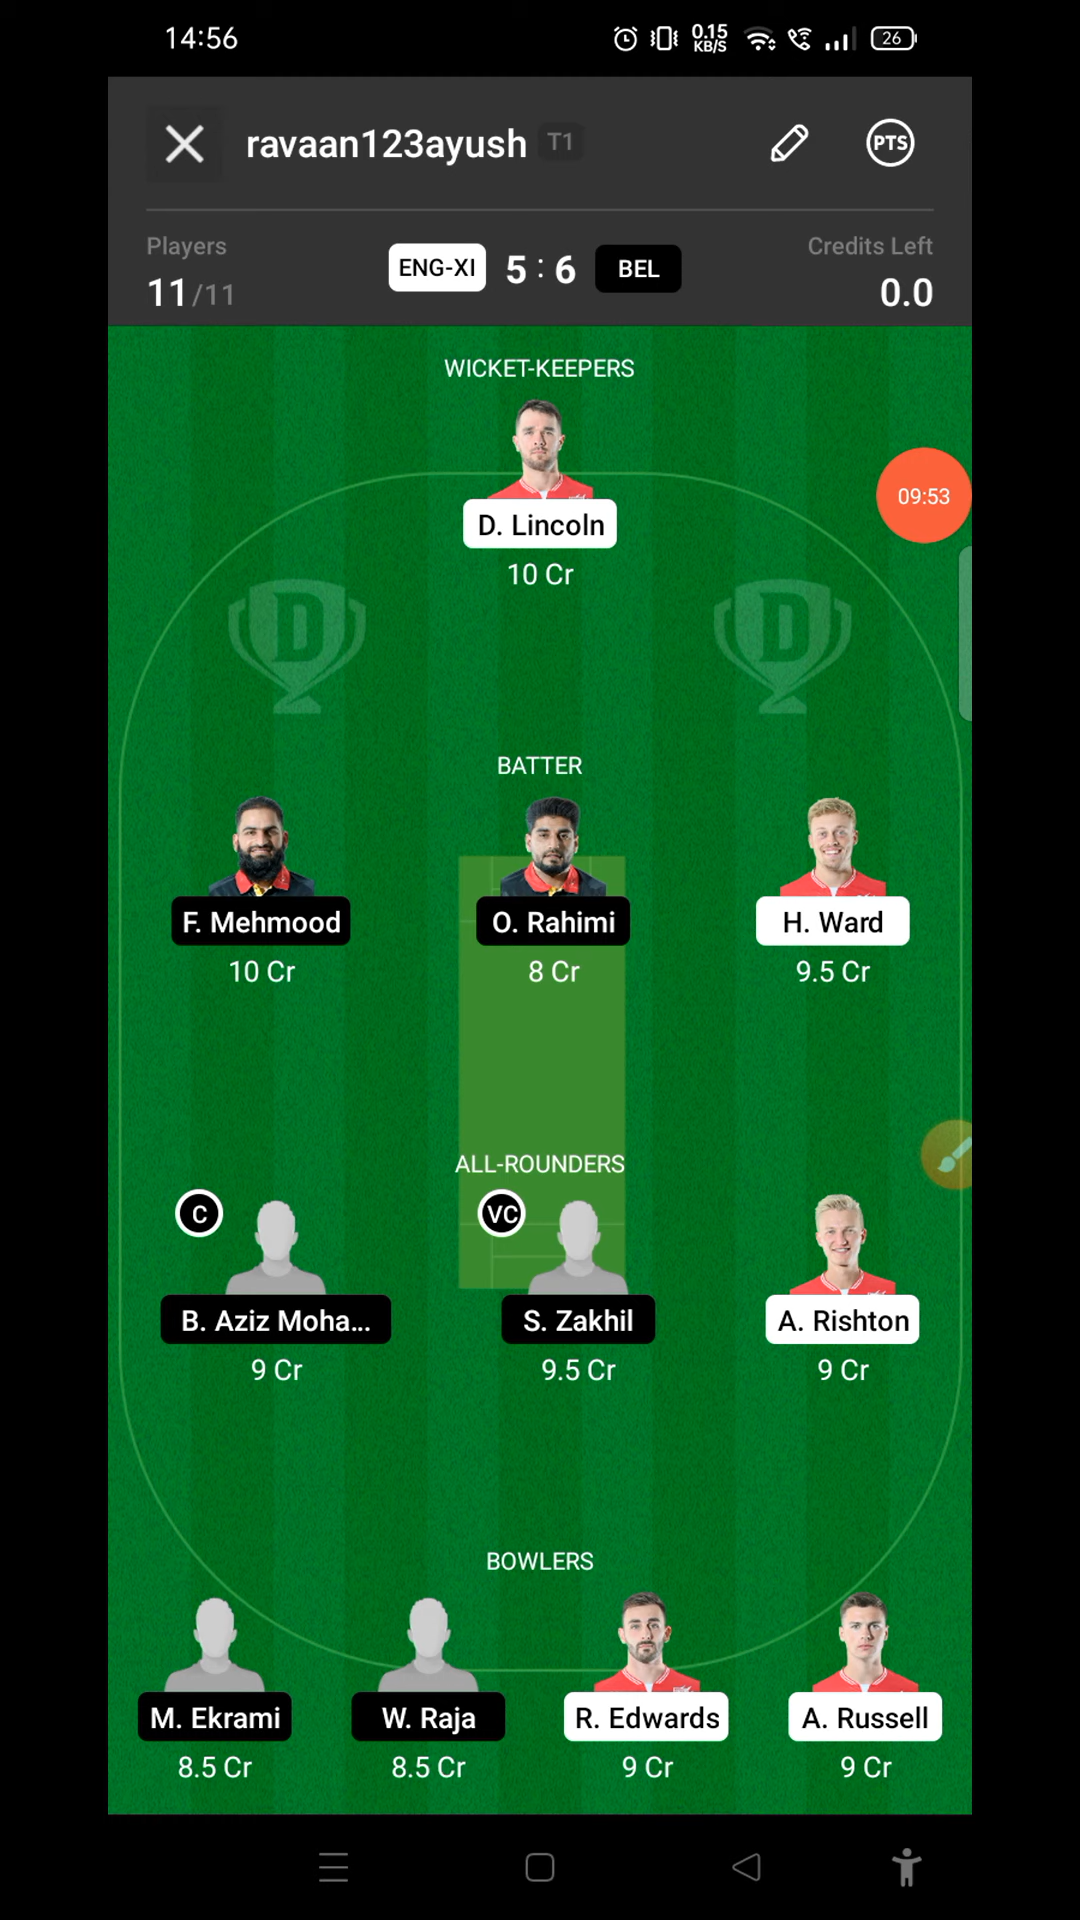 14:56
0.15
KB/S
26
ravaan123ayush T1
PTS
Players
Credits Left
11/11
ENG-XI 5 : 6 BEL
0.0
WICKET-KEEPERS
D. Lincoln
10 Cr
09:53
D D
BATTER
F. Mehmood O. Rahimi H. Ward
10 Cr 8 Cr 9.5 Cr
ALL-ROUNDERS
C VC
B. Aziz Moha... S. Zakhil A. Rishton
9 Cr 9.5 Cr 9 Cr
BOWLERS
M. Ekrami W. Raja R. Edwards A. Russell
8.5 Cr 8.5 Cr 9 Cr 9 Cr